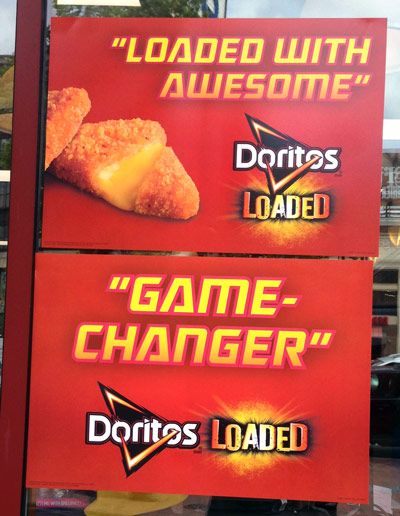 "LOADED WITH
AWESOME"
Doritos
LOADED
"GAME-
CHANGER"
Doritos LOADED